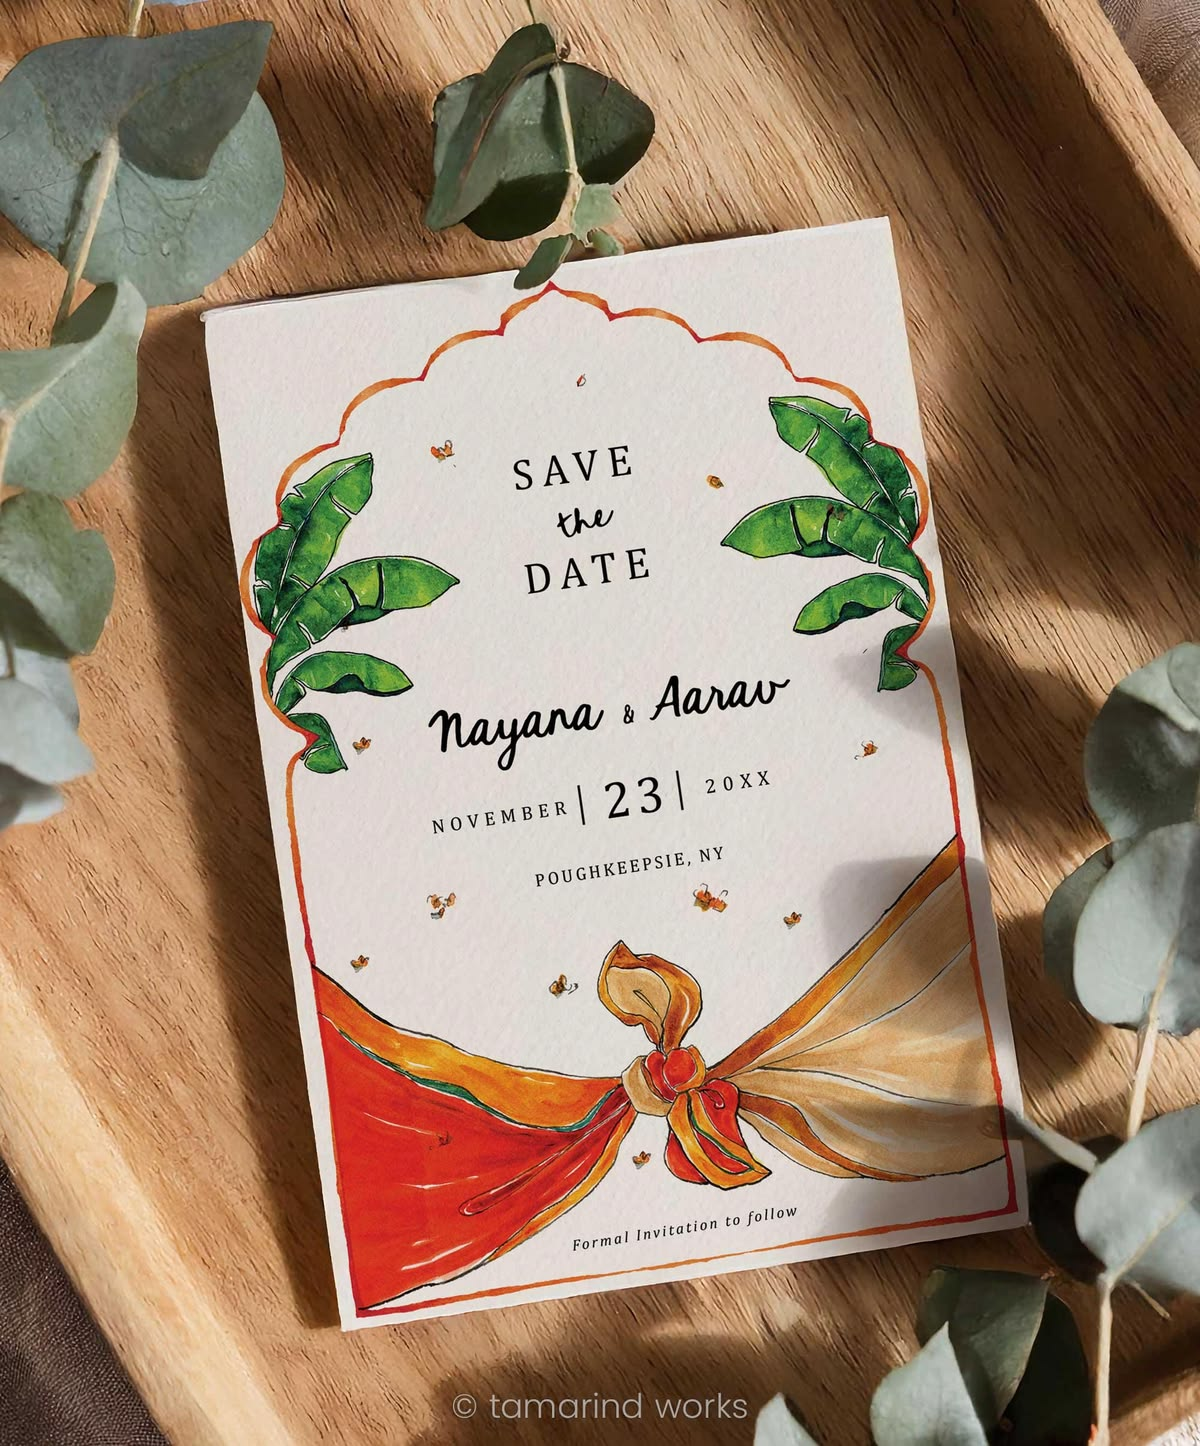 SAVE
the
DATE
Nayana & Aarav
NOVEMBER | 23 | 20XX
POUGHKEEPSIE, NY
Formal Invitation to follow
© tamarind works